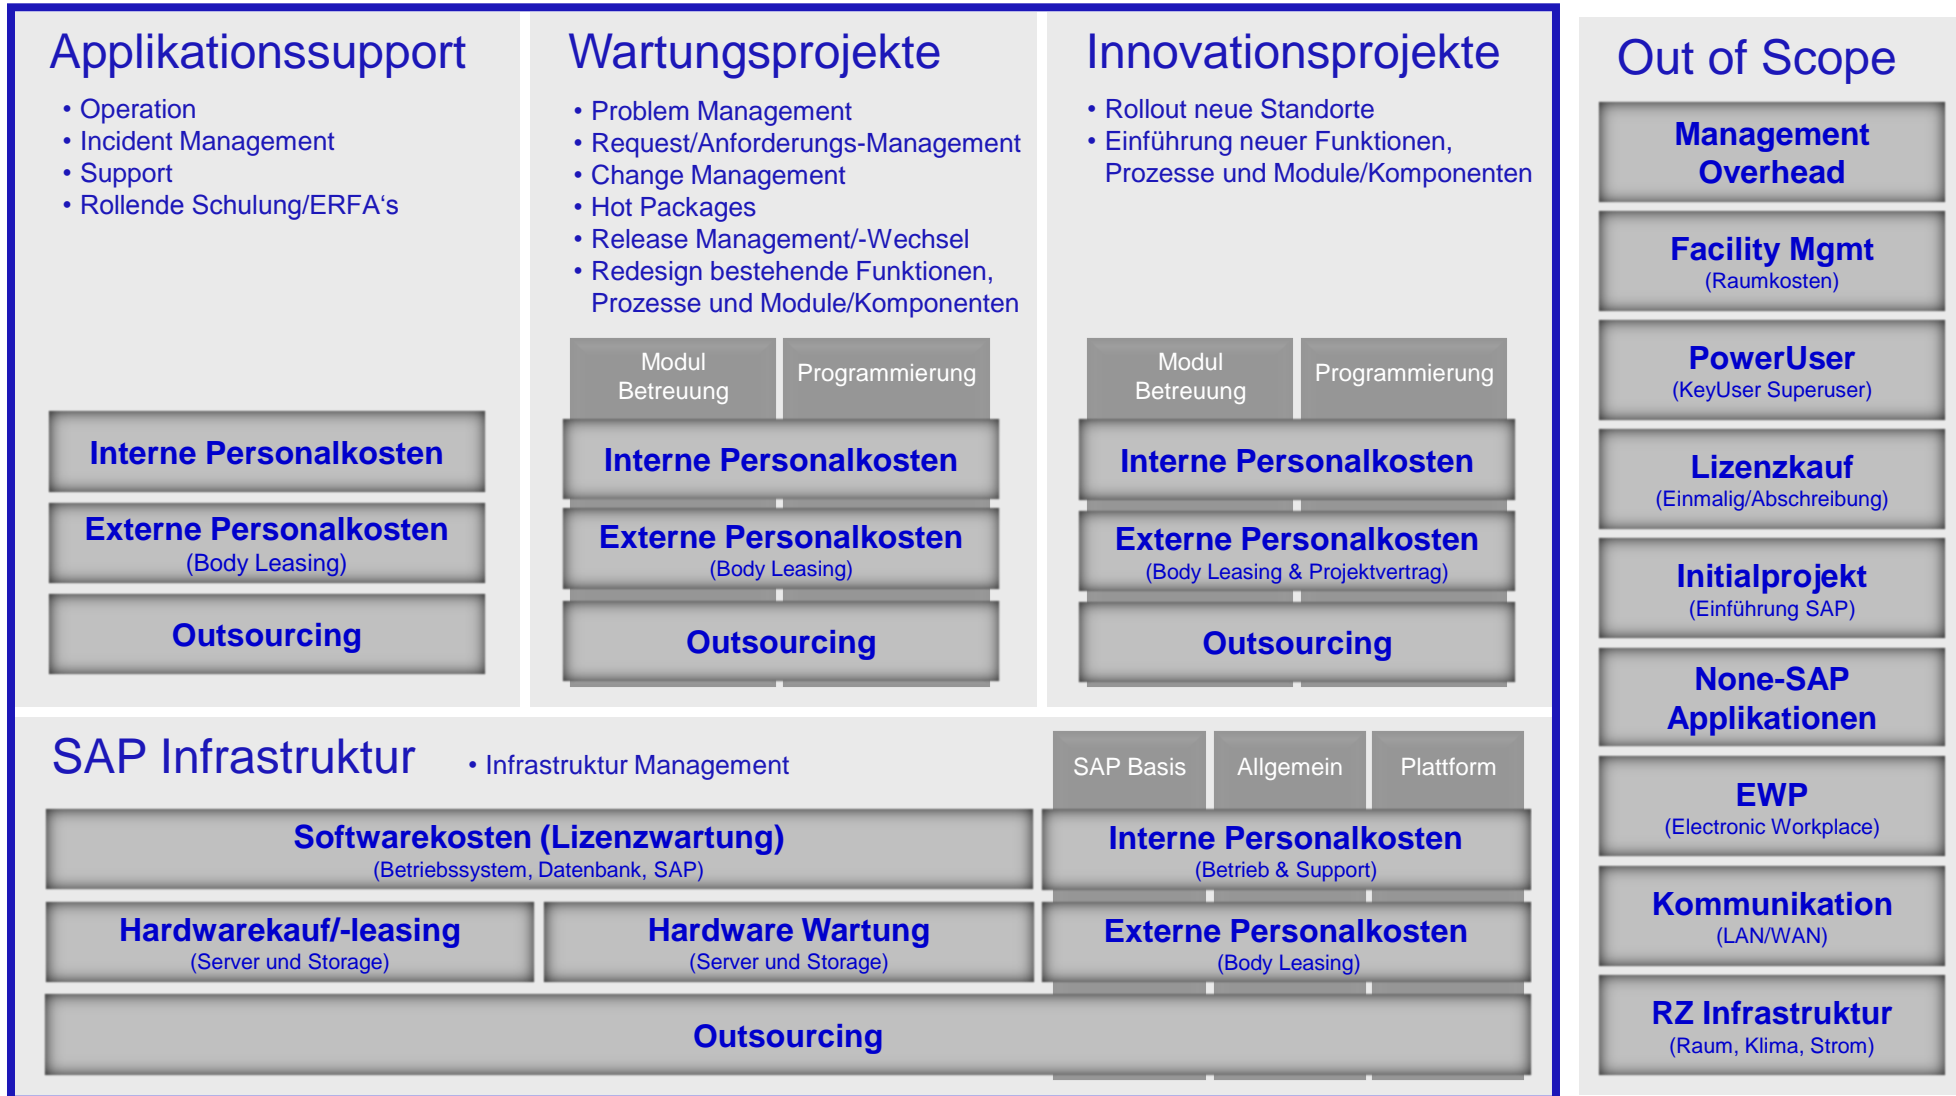 Applikationssupport
• Operation
• Incident Management
• Support
• Rollende Schulung/ERFA‘s
Interne Personalkosten
Externe Personalkosten
(Body Leasing)
Outsourcing
Wartungsprojekte
• Problem Management
• Request/Anforderungs-Management
• Change Management
• Hot Packages
• Release Management/-Wechsel
• Redesign bestehende Funktionen,
Prozesse und Module/Komponenten
Modul
Betreuung
Programmierung
Interne Personalkosten
Externe Personalkosten
(Body Leasing)
Outsourcing
Innovationsprojekte
• Rollout neue Standorte
• Einführung neuer Funktionen,
Prozesse und Module/Komponenten
Modul
Betreuung
Programmierung
Interne Personalkosten
Externe Personalkosten
(Body Leasing & Projektvertrag)
Outsourcing
SAP Infrastruktur
• Infrastruktur Management
SAP Basis
Allgemein
Plattform
Softwarekosten (Lizenzwartung)
(Betriebssystem, Datenbank, SAP)
Interne Personalkosten
(Betrieb & Support)
Hardwarekauf/-leasing
(Server und Storage)
Hardware Wartung
(Server und Storage)
Externe Personalkosten
(Body Leasing)
Outsourcing
Out of Scope
Management
Overhead
Facility Mgmt
(Raumkosten)
PowerUser
(KeyUser Superuser)
Lizenzkauf
(Einmalig/Abschreibung)
Initialprojekt
(Einführung SAP)
None-SAP
Applikationen
EWP
(Electronic Workplace)
Kommunikation
(LAN/WAN)
RZ Infrastruktur
(Raum, Klima, Strom)